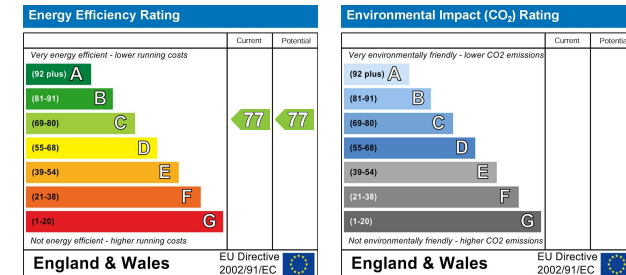 Energy Efficiency Rating
Current Potential
Very energy efficient - lower running costs
(92 plus) A
(81-91) B
(69-80) C 77 77
(55-68) D
(39-54) E
(21-38) F
(1-20) G
Not energy efficient - higher running costs
England & Wales
EU Directive
2002/91/EC
Environmental Impact (CO₂) Rating
Current Potential
Very environmentally friendly - lower CO2 emissions
(92 plus) A
(81-91) B
(69-80) C
(55-68) D
(39-54) E
(21-38) F
(1-20) G
Not environmentally friendly - higher CO2 emissions
England & Wales
EU Directive
2002/91/EC